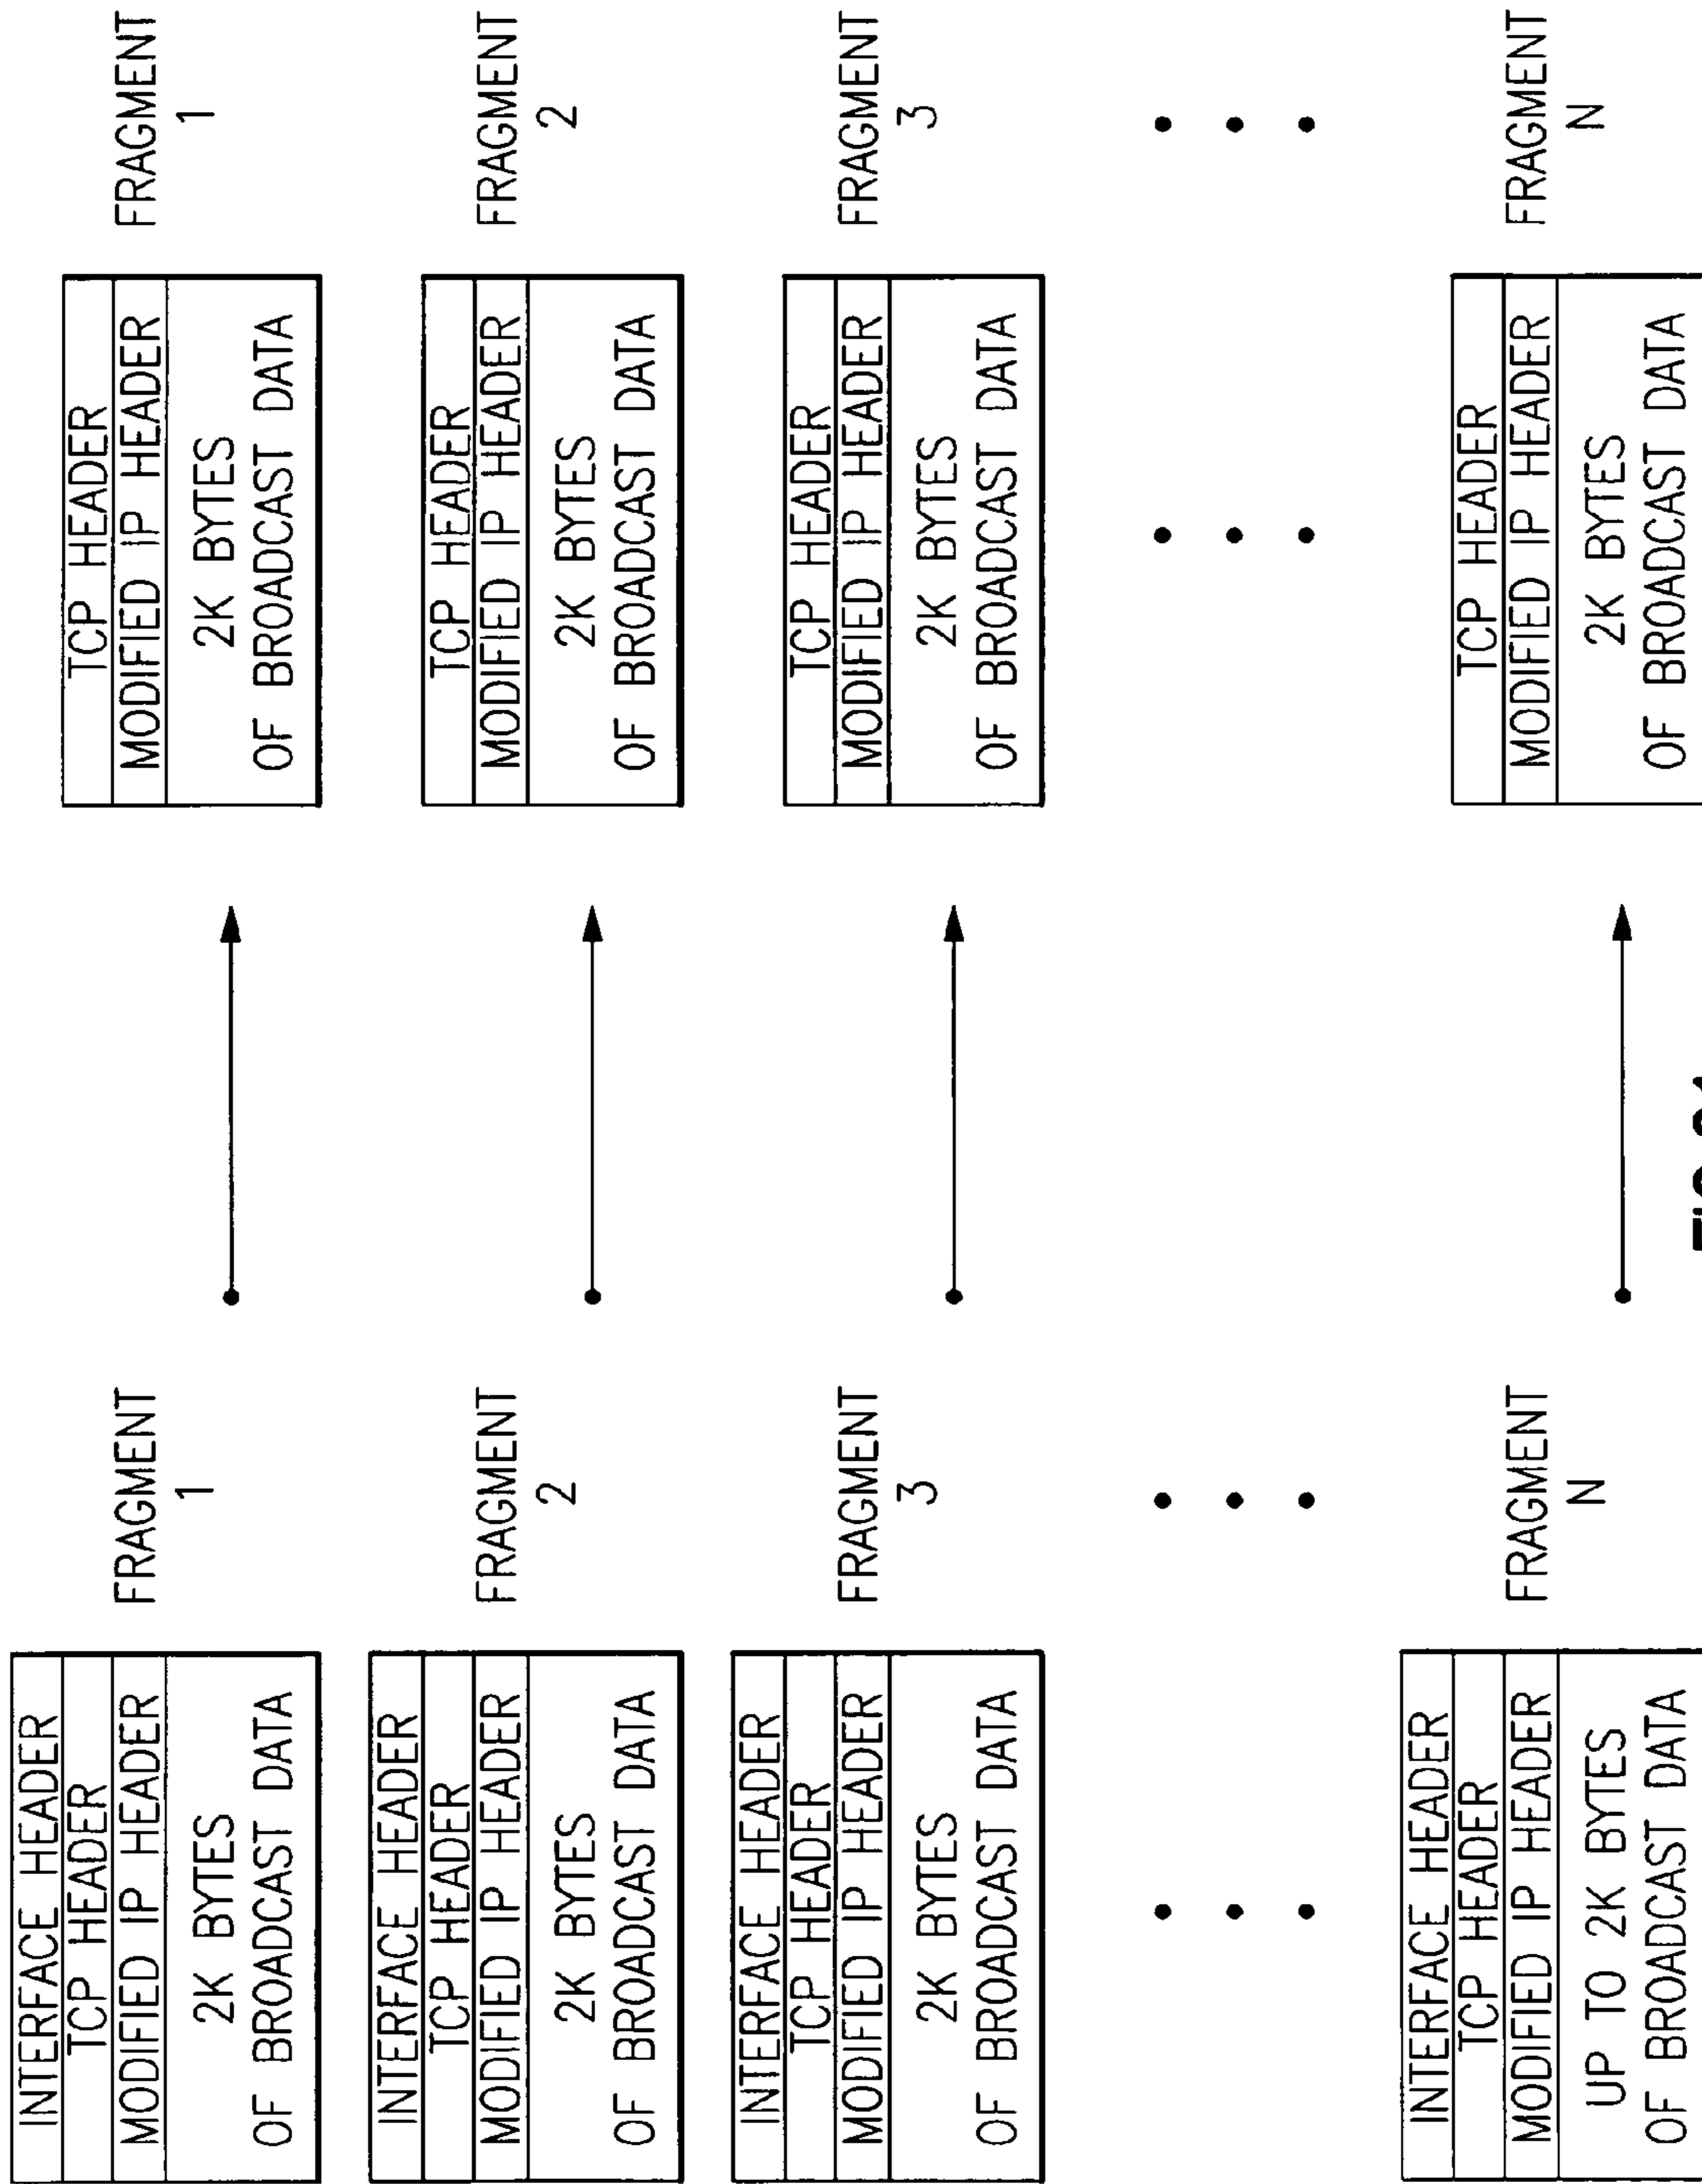 INTERFACE HEADER
TCP HEADER
MODIFIED IP HEADER
2K BYTES
OF BROADCAST DATA
FRAGMENT
1
TCP HEADER
MODIFIED IP HEADER
2K BYTES
OF BROADCAST DATA
FRAGMENT
1
INTERFACE HEADER
TCP HEADER
MODIFIED IP HEADER
2K BYTES
OF BROADCAST DATA
FRAGMENT
2
TCP HEADER
MODIFIED IP HEADER
2K BYTES
OF BROADCAST DATA
FRAGMENT
2
INTERFACE HEADER
TCP HEADER
MODIFIED IP HEADER
2K BYTES
OF BROADCAST DATA
FRAGMENT
3
TCP HEADER
MODIFIED IP HEADER
2K BYTES
OF BROADCAST DATA
FRAGMENT
3
INTERFACE HEADER
TCP HEADER
MODIFIED IP HEADER
UP TO 2K BYTES
OF BROADCAST DATA
FRAGMENT
N
TCP HEADER
MODIFIED IP HEADER
2K BYTES
OF BROADCAST DATA
FRAGMENT
N